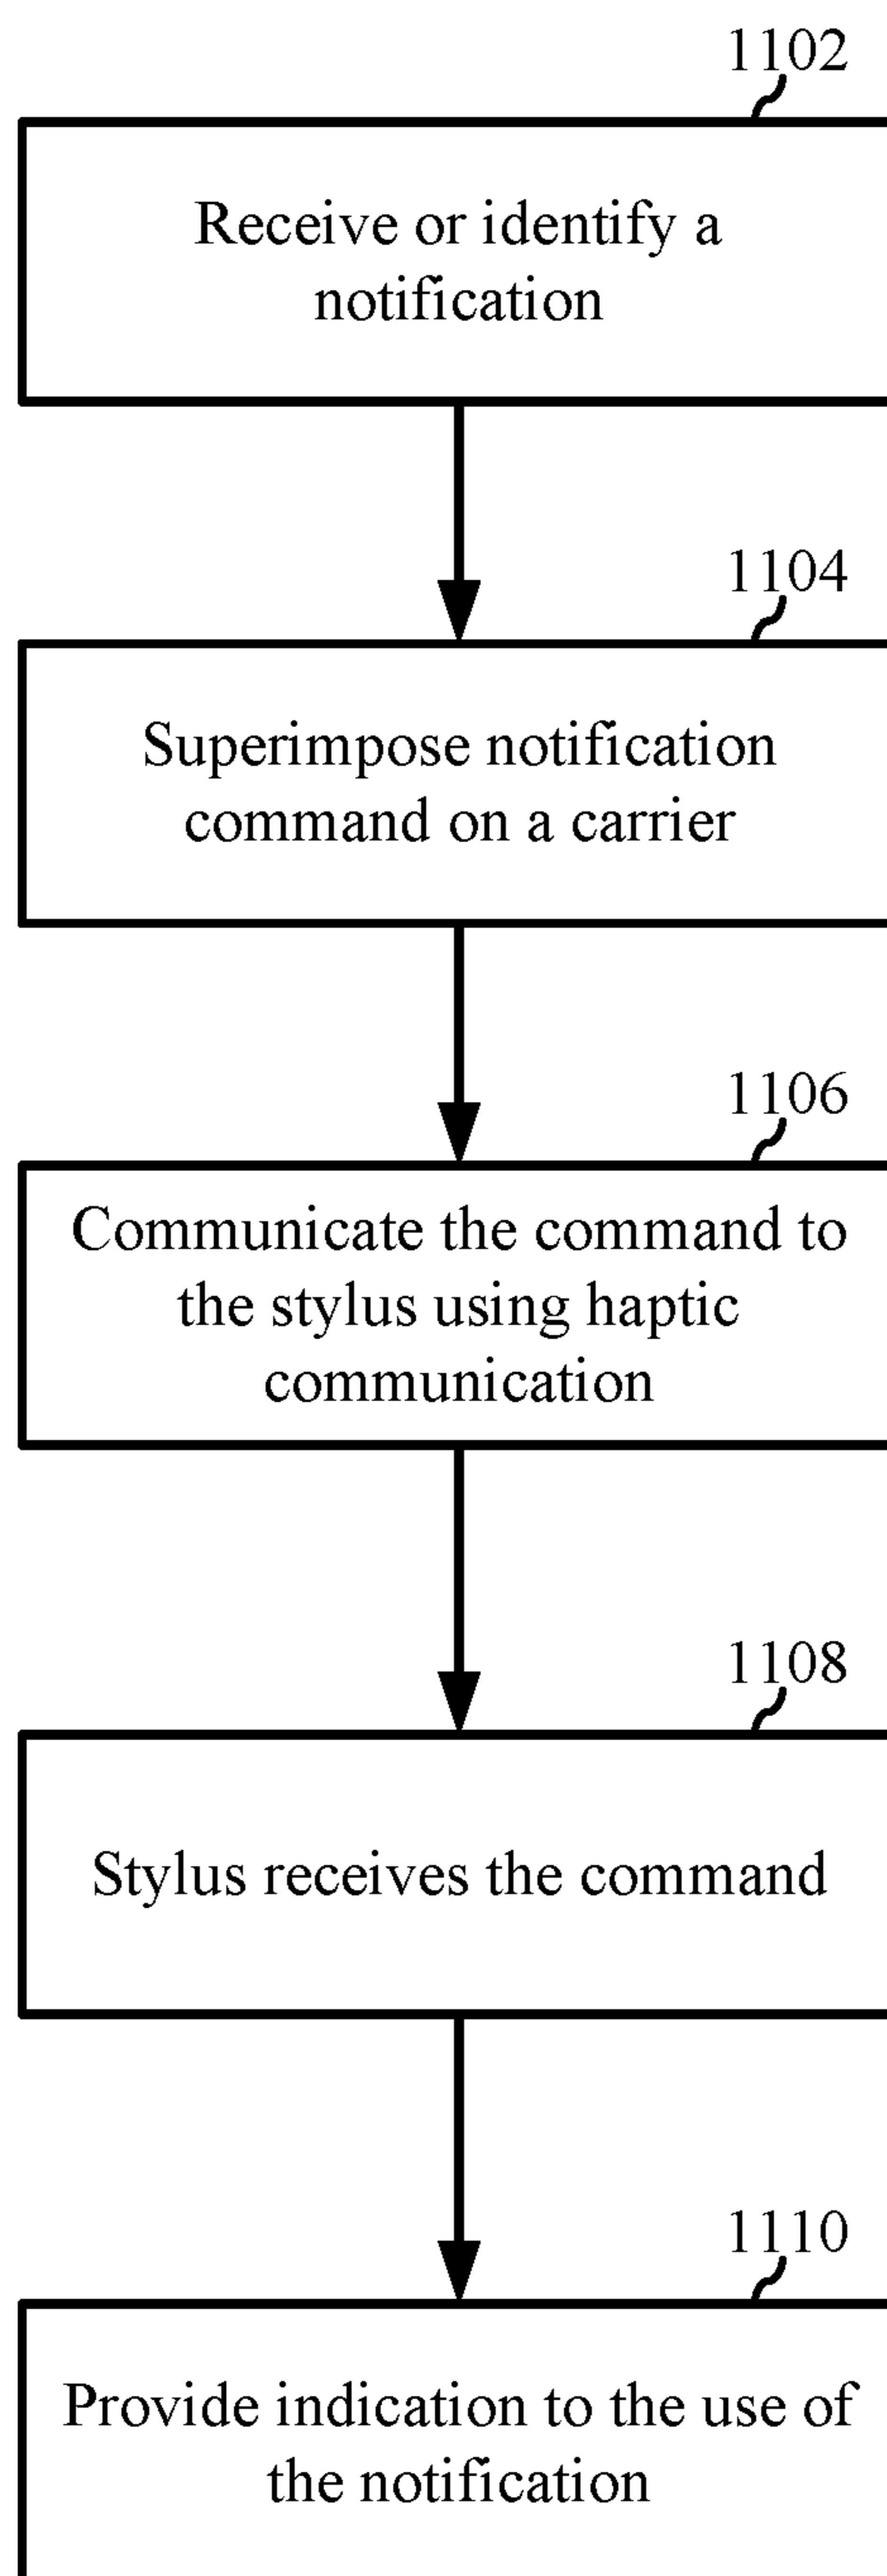 1102
Receive or identify a
notification
1104
Superimpose notification
command on a carrier
1106
Communicate the command to
the stylus using haptic
communication
1108
Stylus receives the command
1110
Provide indication to the use of
the notification